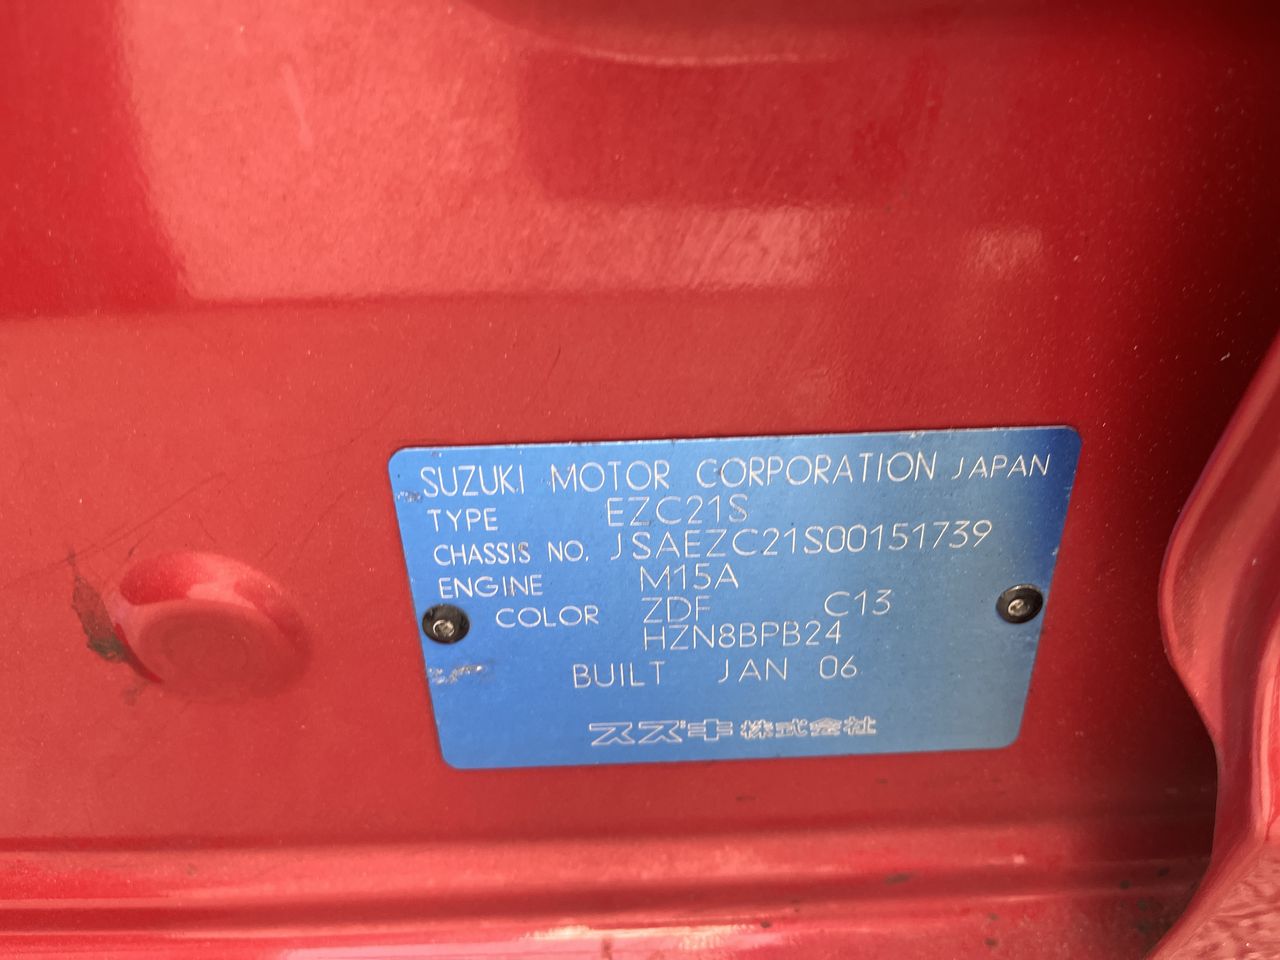 SUZUKI MOTOR CORPORATION JAPAN
TYPE EZC21S
CHASSIS NO. JSAEZC21S00151739
ENGINE M15A
COLOR ZDF C13
HZN8BPB24
BUILT JAN 06
スズキ株式会社